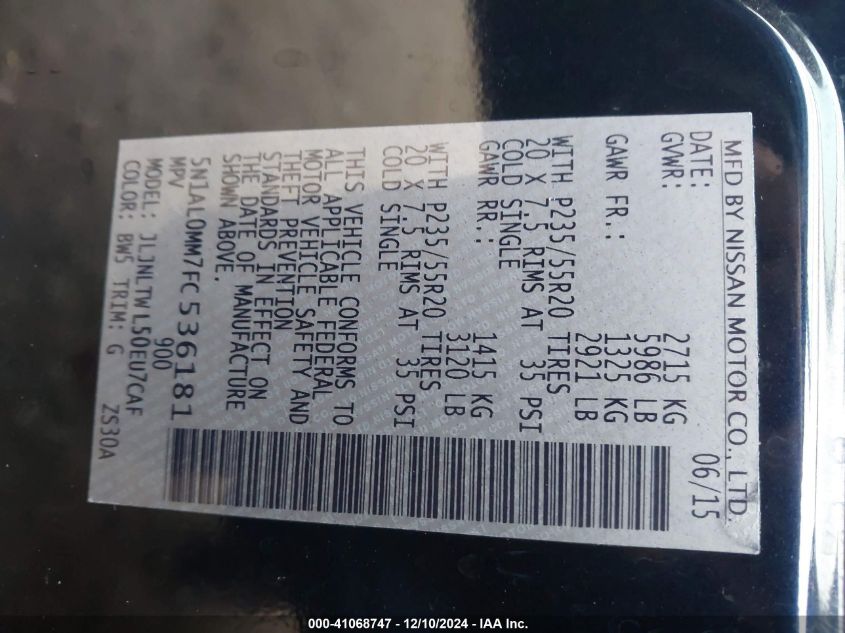 MFD BY NISSAN MOTOR CO., LTD.
DATE: 06/15
GVWR: 2715 KG
5986 LB
GAWR FR.: 1325 KG
2921 LB
WITH P235/55R20 TIRES
20 X 7.5 RIMS AT 35 PSI
COLD SINGLE
GAWR RR.: 1415 KG
3120 LB
WITH P235/55R20 TIRES
20 X 7.5 RIMS AT 35 PSI
COLD SINGLE
THIS VEHICLE CONFORMS TO
ALL APPLICABLE FEDERAL
MOTOR VEHICLE SAFETY AND
THEFT PREVENTION
STANDARDS IN EFFECT ON
THE DATE OF MANUFACTURE
SHOWN ABOVE.
5N1AL0MM7FC536181
MPV 900
MODEL: JLJNLTWL50EU7CAF
COLOR: BW5 TRIM: G ZS30A
000-41068747 - 12/10/2024 - IAA Inc.